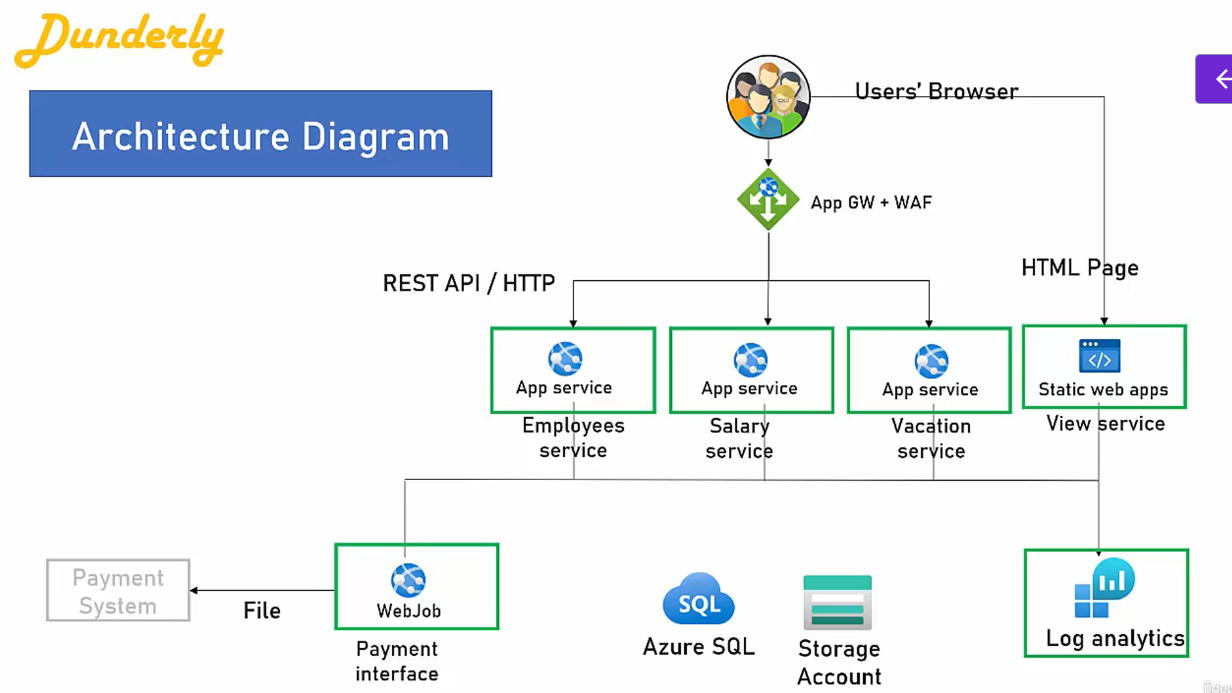 Dunderly
Architecture Diagram
Users' Browser
App GW + WAF
REST API / HTTP
HTML Page
App service
App service
App service
Static web apps
Employees
service
Salary
service
Vacation
service
View service
Payment
System
File
WebJob
Payment
interface
SQL
Azure SQL
Storage
Account
Log analytics